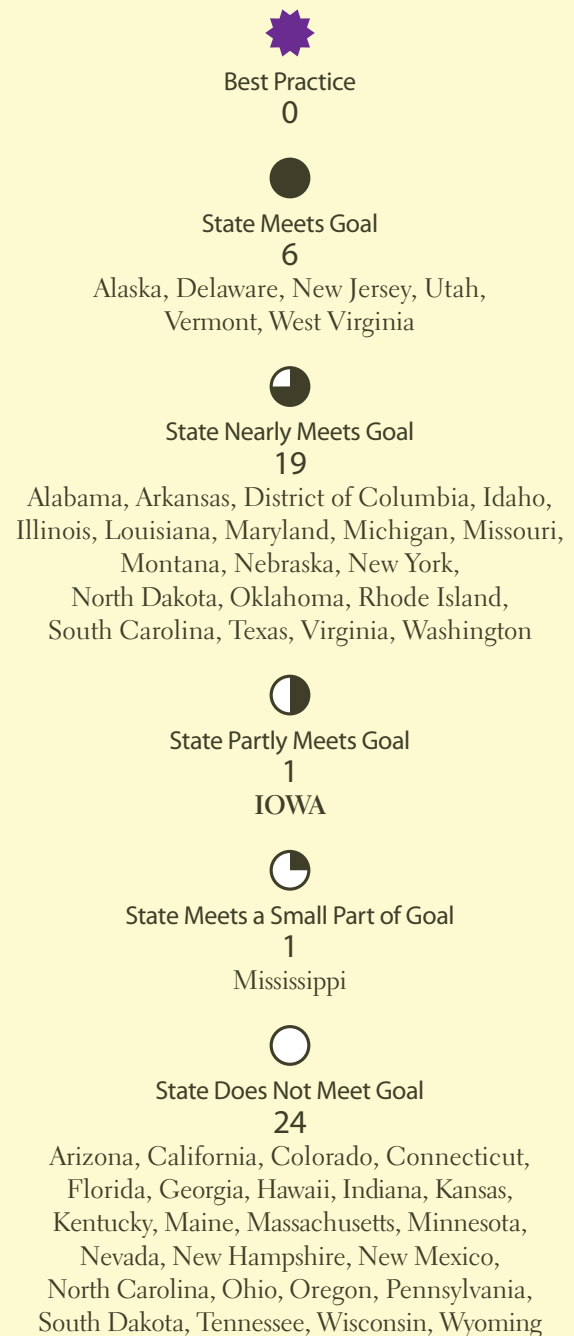 Best Practice
0
State Meets Goal
6
Alaska, Delaware, New Jersey, Utah,
Vermont, West Virginia
State Nearly Meets Goal
19
Alabama, Arkansas, District of Columbia, Idaho,
Illinois, Louisiana, Maryland, Michigan, Missouri,
Montana, Nebraska, New York,
North Dakota, Oklahoma, Rhode Island,
South Carolina, Texas, Virginia, Washington
State Partly Meets Goal
1
IOWA
State Meets a Small Part of Goal
1
Mississippi
State Does Not Meet Goal
24
Arizona, California, Colorado, Connecticut,
Florida, Georgia, Hawaii, Indiana, Kansas,
Kentucky, Maine, Massachusetts, Minnesota,
Nevada, New Hampshire, New Mexico,
North Carolina, Ohio, Oregon, Pennsylvania,
South Dakota, Tennessee, Wisconsin, Wyoming